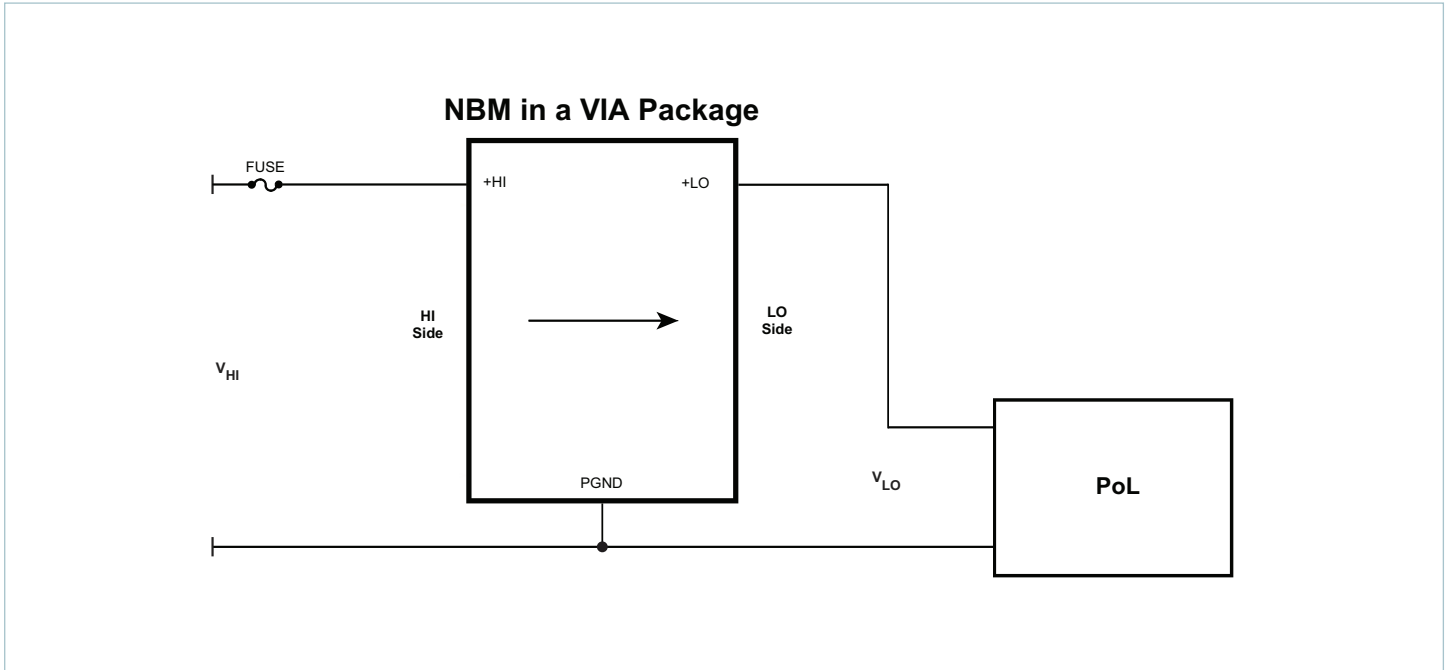 NBM in a VIA Package
FUSE
+HI
+LO
HI
Side
LO
Side
VHI
PGND
VLO
PoL